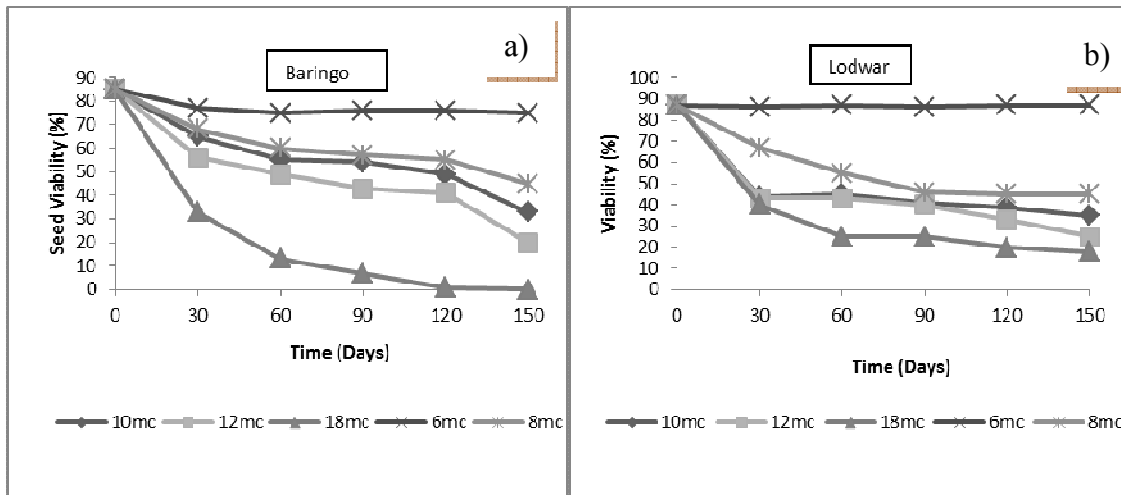 a)
Baringo
90
80
70
60
50
40
30
20
10
0
Seed Viability (%)
0 30 60 90 120 150
Time (Days)
10mc 12mc 18mc 6mc 8mc
b)
Lodwar
100
90
80
70
60
50
40
30
20
10
0
Viability (%)
0 30 60 90 120 150
Time (Days)
10mc 12mc 18mc 6mc 8mc